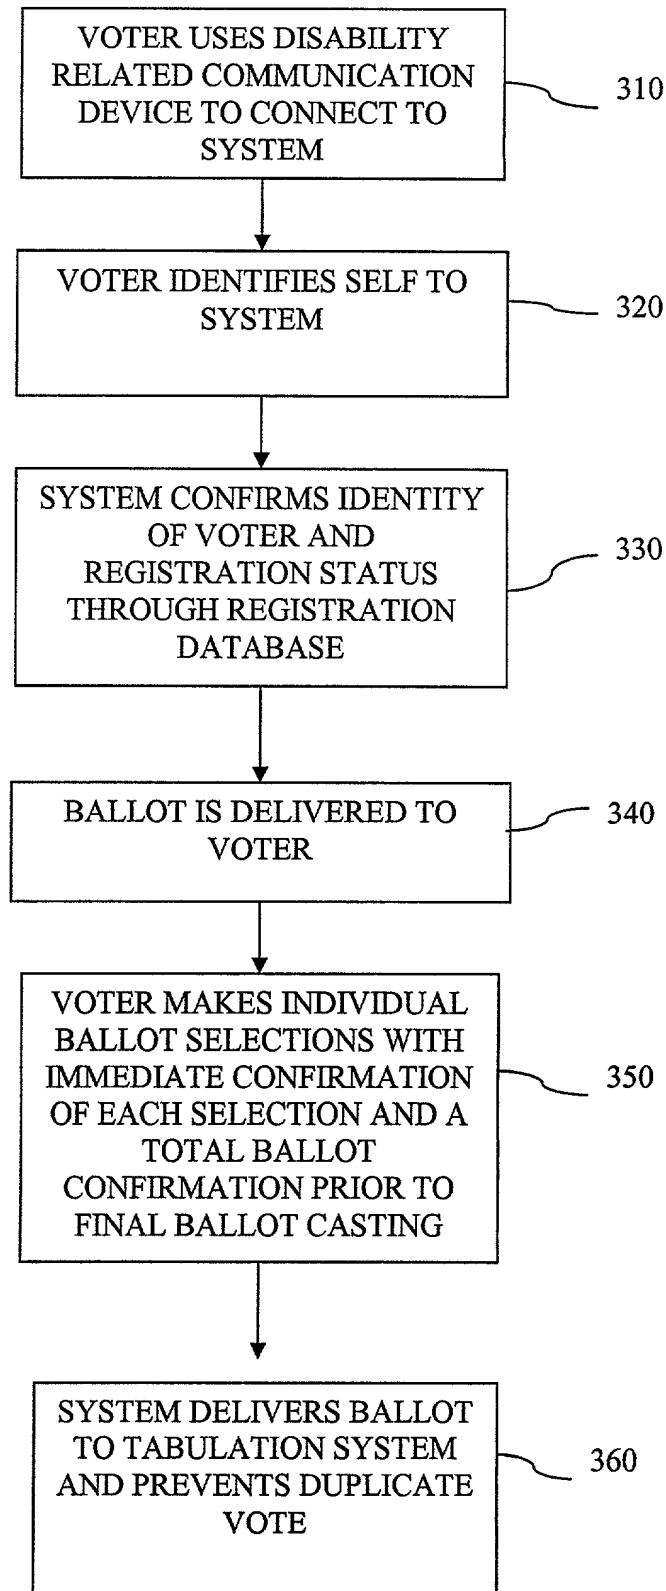 VOTER USES DISABILITY
RELATED COMMUNICATION
DEVICE TO CONNECT TO
SYSTEM
310
VOTER IDENTIFIES SELF TO
SYSTEM
320
SYSTEM CONFIRMS IDENTITY
OF VOTER AND
REGISTRATION STATUS
THROUGH REGISTRATION
DATABASE
330
BALLOT IS DELIVERED TO
VOTER
340
VOTER MAKES INDIVIDUAL
BALLOT SELECTIONS WITH
IMMEDIATE CONFIRMATION
OF EACH SELECTION AND A
TOTAL BALLOT
CONFIRMATION PRIOR TO
FINAL BALLOT CASTING
350
SYSTEM DELIVERS BALLOT
TO TABULATION SYSTEM
AND PREVENTS DUPLICATE
VOTE
360